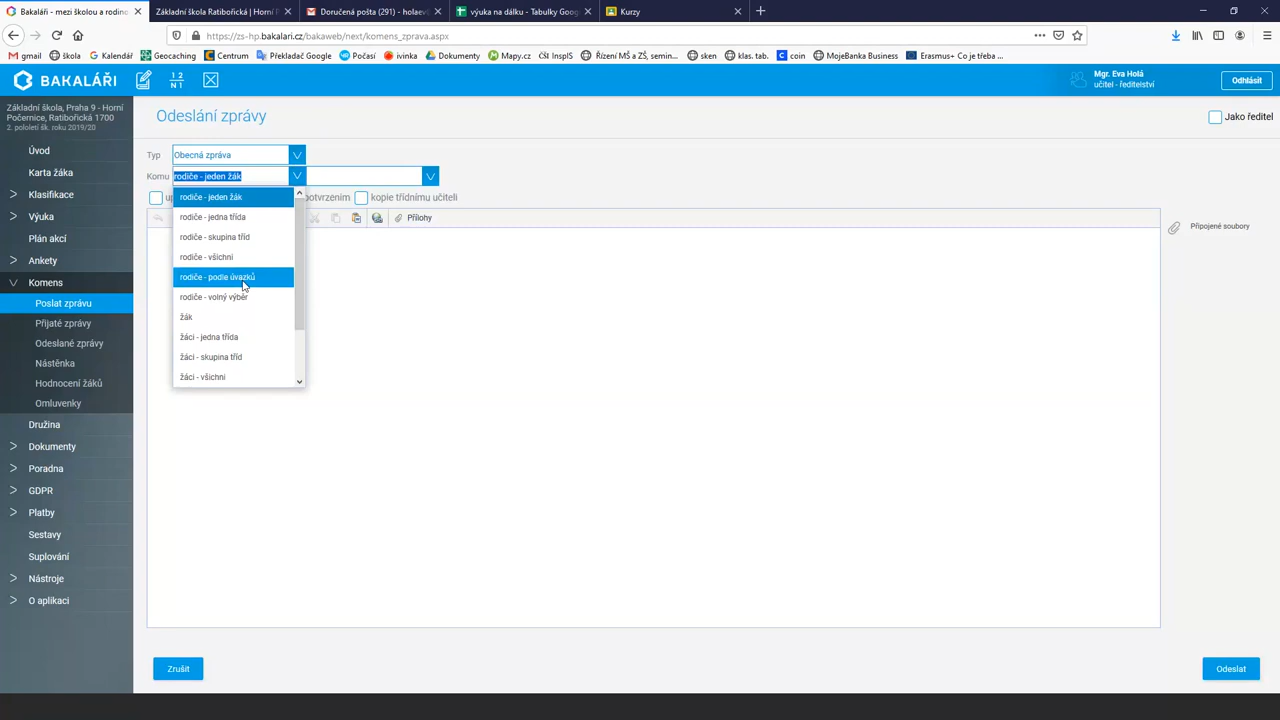 Bakaláři - mezi školou a rodino
Základní škola Ratibořická | Horní P
Doručená pošta (291) - holaev
výuka na dálku - Tabulky Goog
Kurzy
https://zs-hp.bakalari.cz/bakaweb/next/komens_zprava.aspx
gmail
škola
Kalendář
Geocaching
Centrum
Překladač Google
Počasí
ivinka
Dokumenty
Mapy.cz
ČSI InspIS
Řízení MŠ a ZŠ, semin...
sken
klas. tab.
coin
MojeBanka Business
Erasmus+ Co je třeba ...
BAKALÁŘI
1 2
N 1
Mgr. Eva Holá
učitel - ředitelství
Odhlásit
Základní škola, Praha 9 - Horní
Počernice, Ratibořická 1700
2. pololetí šk. roku 2019/20
Odeslání zprávy
Jako ředitel
Úvod
Karta žáka
Klasifikace
Výuka
Plán akcí
Ankety
Komens
Poslat zprávu
Přijaté zprávy
Odeslané zprávy
Nástěnka
Hodnocení žáků
Omluvenky
Družina
Dokumenty
Poradna
GDPR
Platby
Sestavy
Suplování
Nástroje
O aplikaci
Typ
Obecná zpráva
Komu
rodiče - jeden žák
potvrzením
kopie třídnímu učiteli
Přílohy
Připojené soubory
rodiče - jeden žák
rodiče - jedna třída
rodiče - skupina tříd
rodiče - všichni
rodiče - podle úvazků
rodiče - volný výběr
žák
žáci - jedna třída
žáci - skupina tříd
žáci - všichni
Zrušit
Odeslat